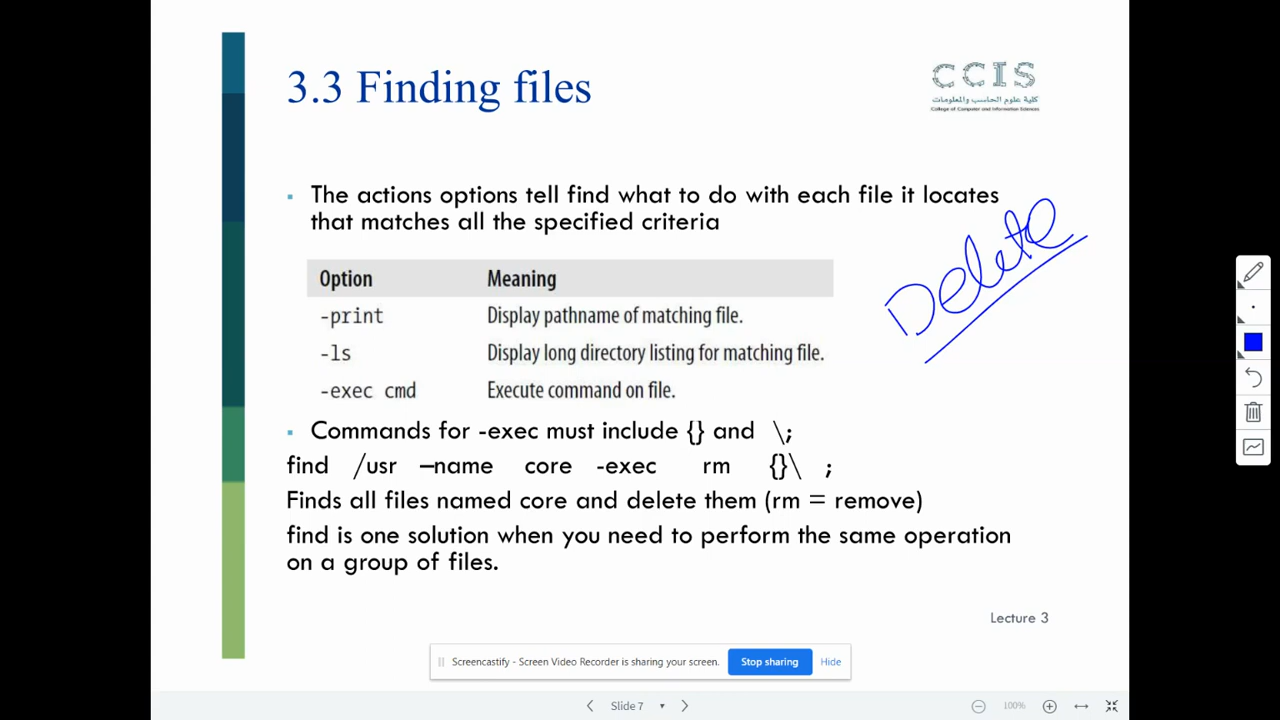 3.3 Finding files
CCIS
كلية علوم الحاسب والمعلومات
College of Computer and Information Sciences
▪ The actions options tell find what to do with each file it locates
that matches all the specified criteria
Delete
Option Meaning
-print Display pathname of matching file.
-ls Display long directory listing for matching file.
-exec cmd Execute command on file.
▪ Commands for -exec must include {} and \;
find /usr –name core -exec rm {}\ ;
Finds all files named core and delete them (rm = remove)
find is one solution when you need to perform the same operation
on a group of files.
Lecture 3
Screencastify - Screen Video Recorder is sharing your screen. Stop sharing Hide
Slide 7 100%